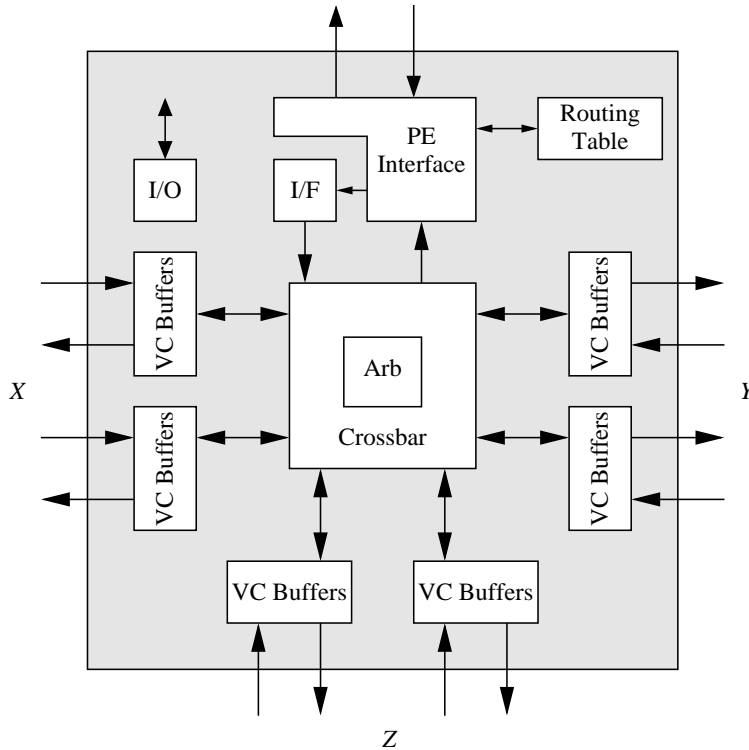 Routing
Table
PE
Interface
I/O
I/F
VC Buffers
VC Buffers
Arb
Crossbar
X
Y
VC Buffers
VC Buffers
VC Buffers
VC Buffers
Z